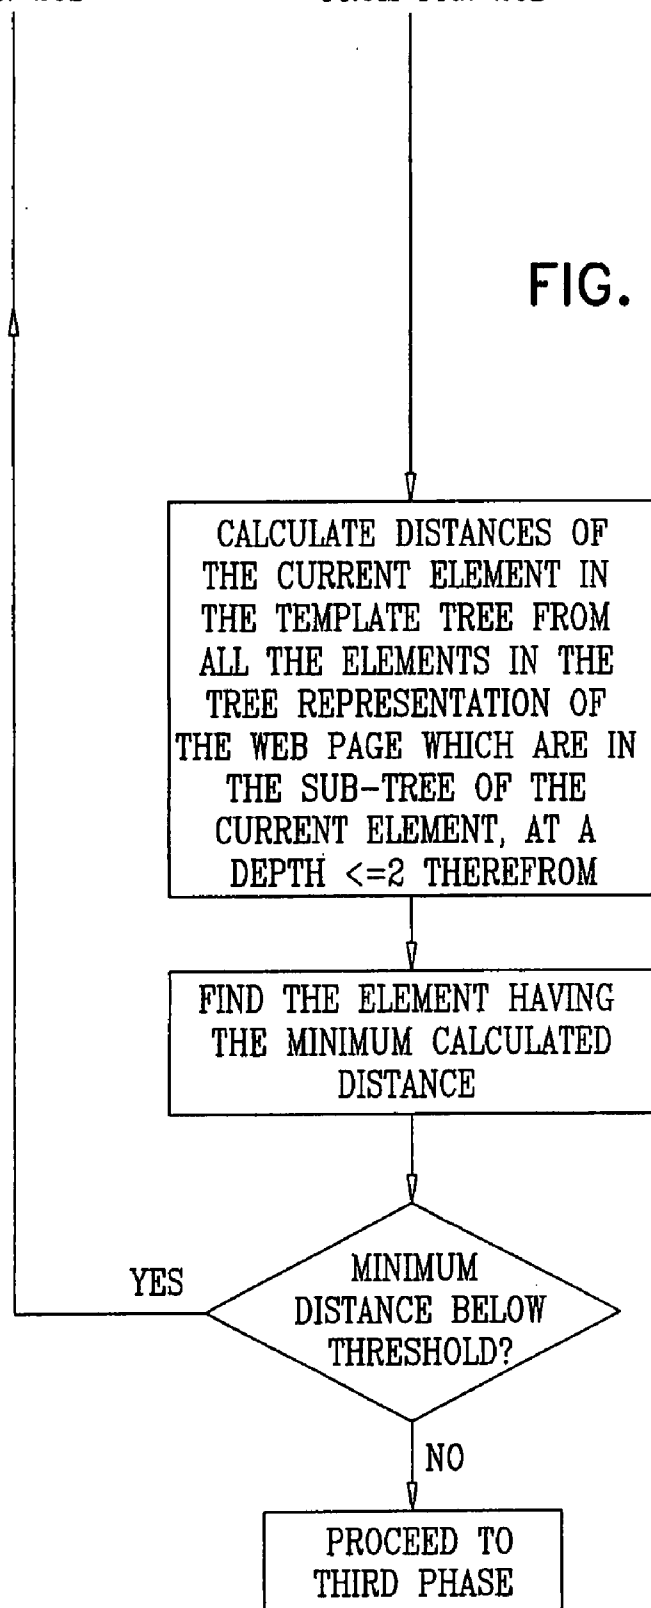 FIG.
CALCULATE DISTANCES OF
THE CURRENT ELEMENT IN
THE TEMPLATE TREE FROM
ALL THE ELEMENTS IN THE
TREE REPRESENTATION OF
THE WEB PAGE WHICH ARE IN
THE SUB-TREE OF THE
CURRENT ELEMENT, AT A
DEPTH <=2 THEREFROM
FIND THE ELEMENT HAVING
THE MINIMUM CALCULATED
DISTANCE
YES
MINIMUM
DISTANCE BELOW
THRESHOLD?
NO
PROCEED TO
THIRD PHASE